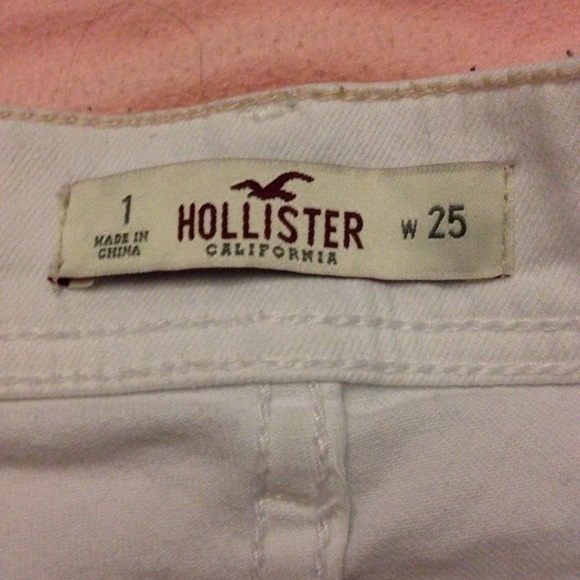 1
MADE IN
CHINA
HOLLISTER
CALIFORNIA
W 25